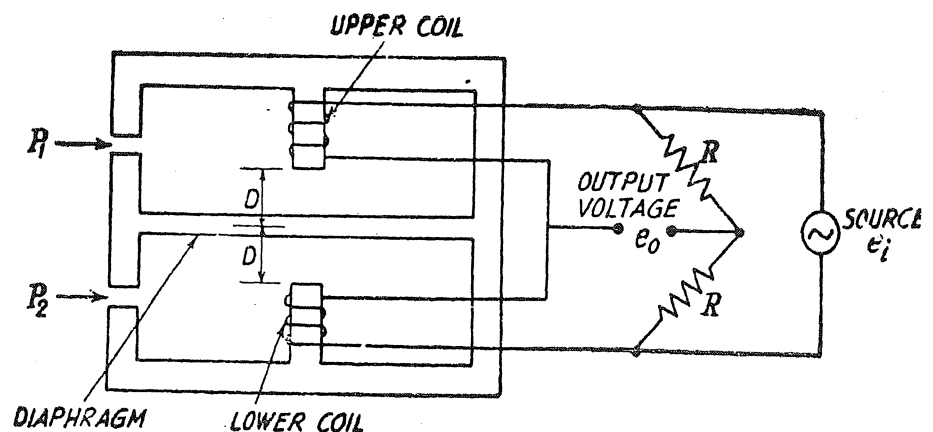 UPPER COIL
P₁
R
D
OUTPUT
VOLTAGE
e₀
SOURCE
eᵢ
D
P₂
R
DIAPHRAGM
LOWER COIL